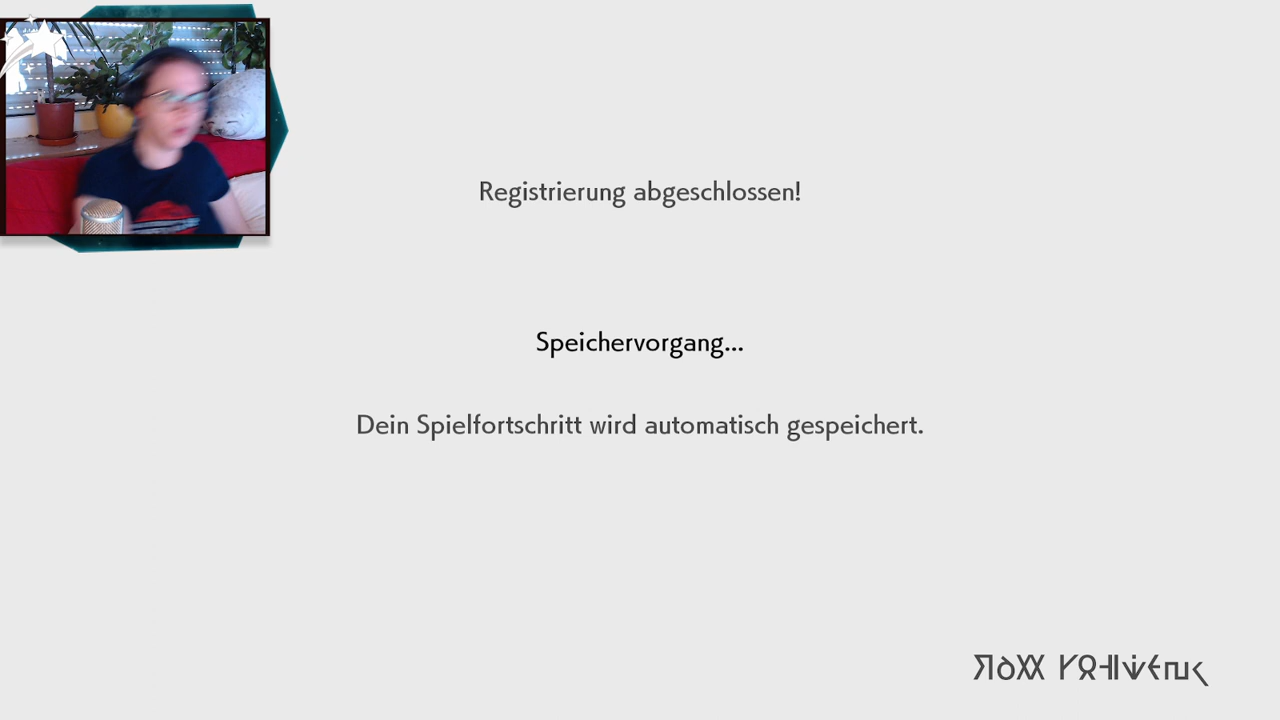 Registrierung abgeschlossen!
Speichervorgang...
Dein Spielfortschritt wird automatisch gespeichert.